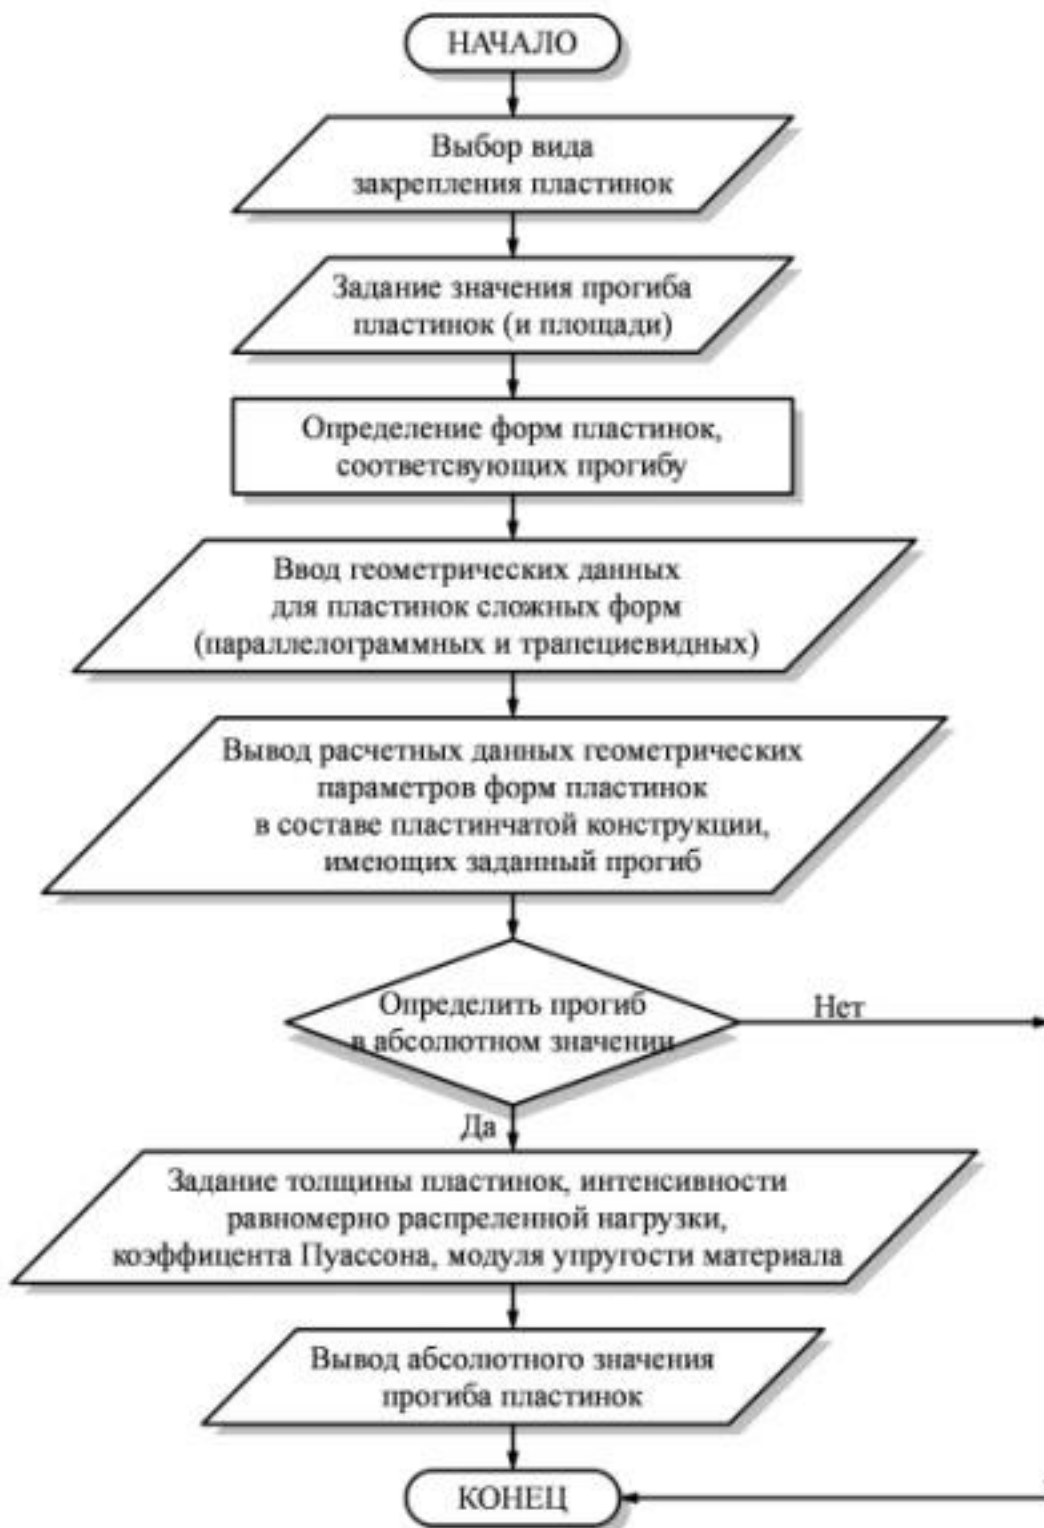 НАЧАЛО
Выбор вида
закрепления пластинок
Задание значения прогиба
пластинок (и площади)
Определение форм пластинок,
соответсвующих прогибу
Ввод геометрических данных
для пластинок сложных форм
(параллелограммных и трапециевидных)
Вывод расчетных данных геометрических
параметров форм пластинок
в составе пластинчатой конструкции,
имеющих заданный прогиб
Определить прогиб
в абсолютном значении
Нет
Да
Задание толщины пластинок, интенсивности
равномерно распреленной нагрузки,
коэффицента Пуассона, модуля упругости материала
Вывод абсолютного значения
прогиба пластинок
КОНЕЦ